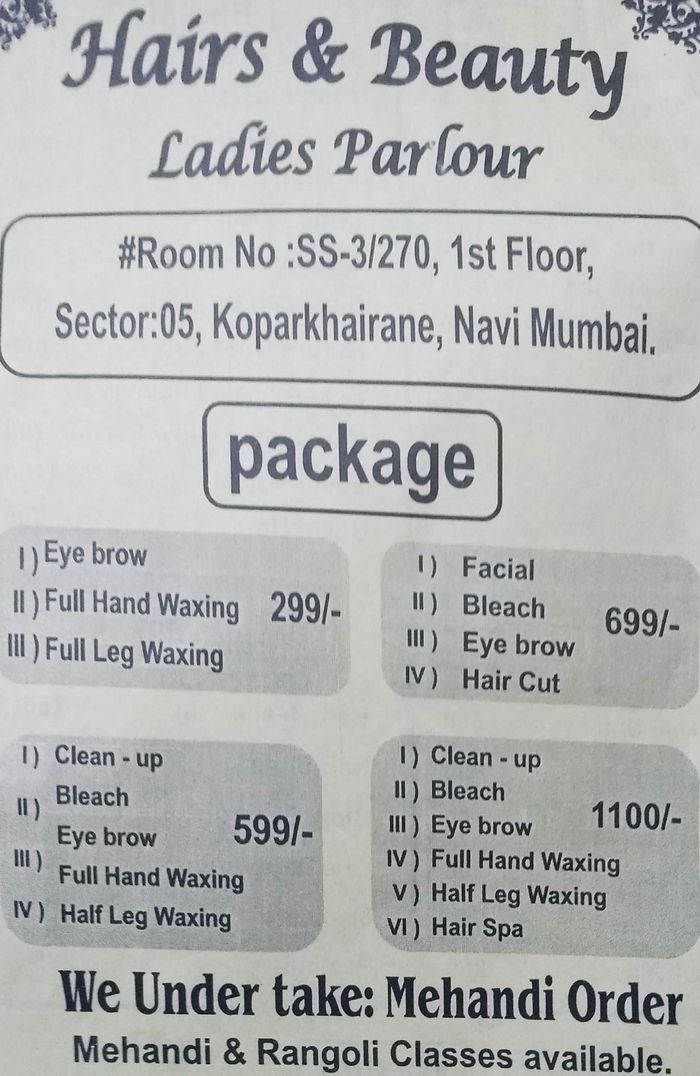 Hairs & Beauty
Ladies Parlour
#Room No :SS-3/270, 1st Floor,
Sector:05, Koparkhairane, Navi Mumbai.
package
I) Eye brow
II) Full Hand Waxing 299/-
III) Full Leg Waxing
I) Facial
II) Bleach 699/-
III) Eye brow
IV) Hair Cut
I) Clean - up
II) Bleach
Eye brow 599/-
III) Full Hand Waxing
IV) Half Leg Waxing
I) Clean - up
II) Bleach 1100/-
III) Eye brow
IV) Full Hand Waxing
V) Half Leg Waxing
VI) Hair Spa
We Under take: Mehandi Order
Mehandi & Rangoli Classes available.